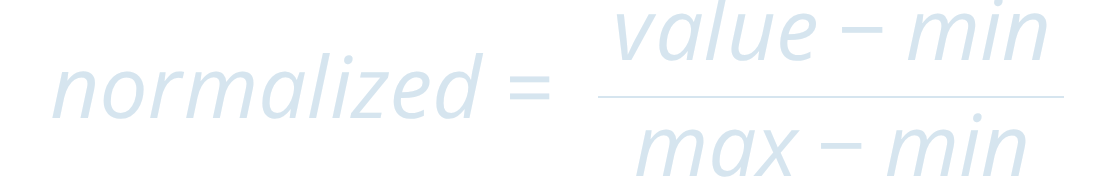 normalized = value − min
max − min